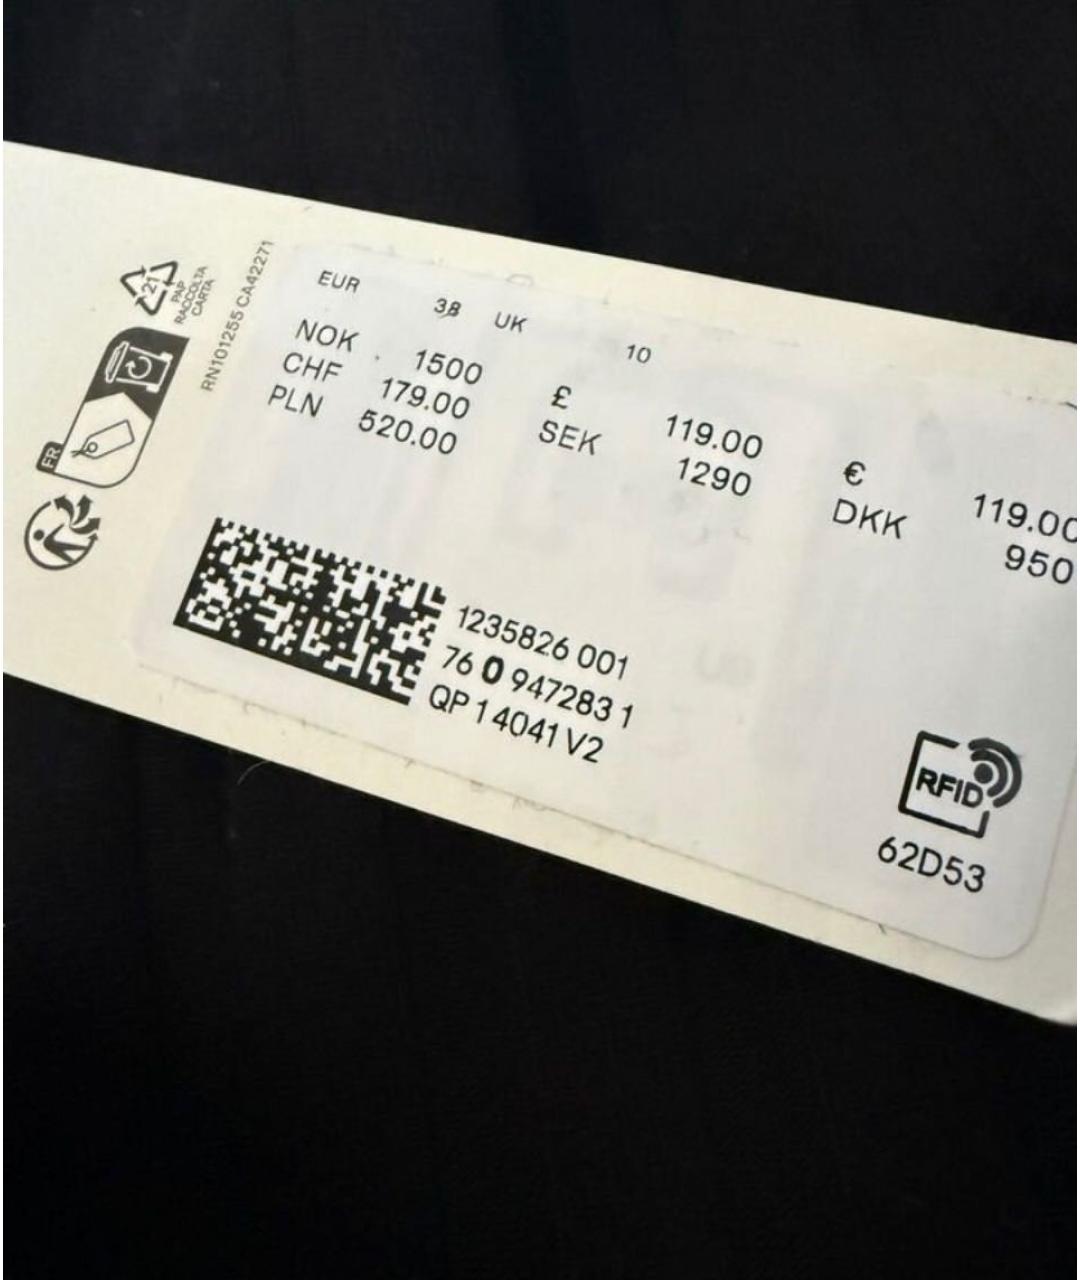 21
PAP
RACCOLTA
CARTA
FR
RN101255 CA42271
EUR 38 UK 10
NOK 1500 £ 119.00 € 119.00
CHF 179.00 SEK 1290 DKK 950
PLN 520.00
1235826 001
76 0 947283 1
QP 14041 V2
RFID
62D53